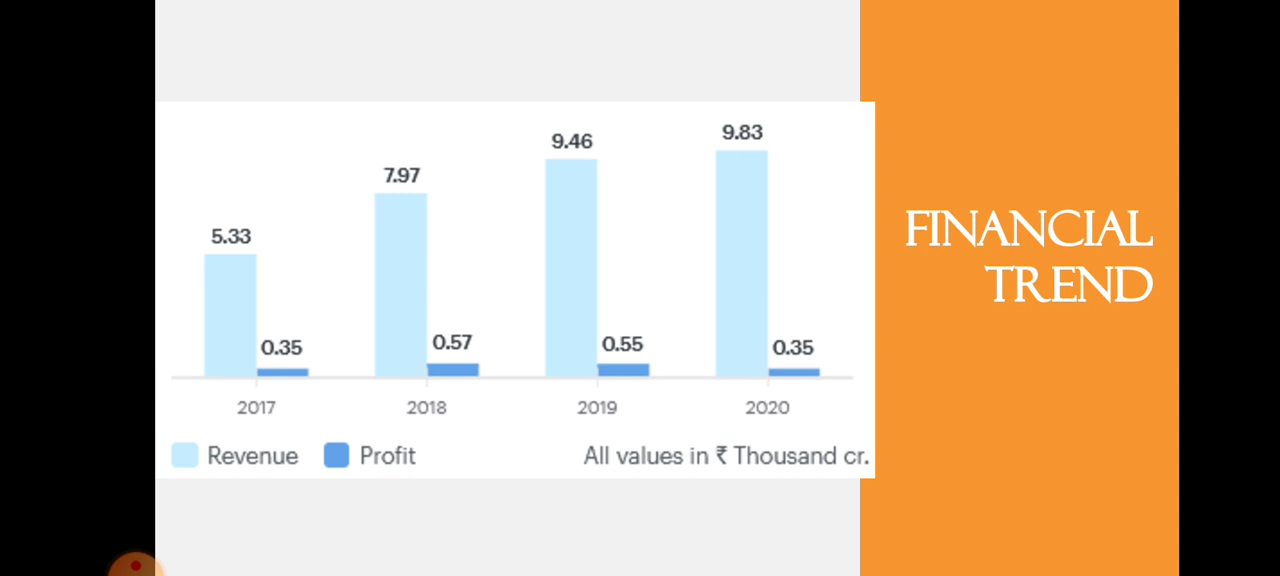 9.83
9.46
7.97
5.33
0.35
0.57
0.55
0.35
2017
2018
2019
2020
Revenue
Profit
All values in ₹ Thousand cr.
FINANCIAL
TREND